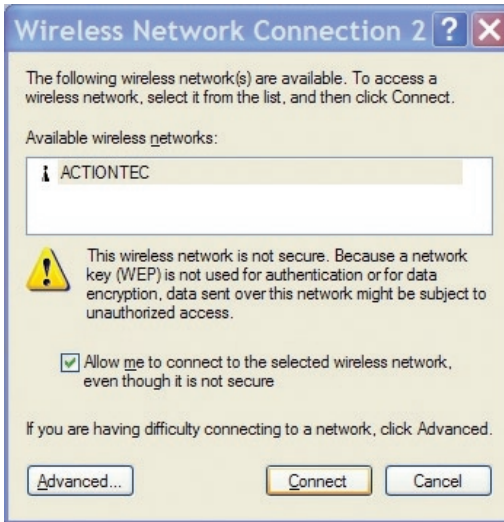 Wireless Network Connection 2
The following wireless network(s) are available. To access a
wireless network, select it from the list, and then click Connect.
Available wireless networks:
ACTIONTEC
This wireless network is not secure. Because a network
key (WEP) is not used for authentication or for data
encryption, data sent over this network might be subject to
unauthorized access.
Allow me to connect to the selected wireless network,
even though it is not secure
If you are having difficulty connecting to a network, click Advanced.
Advanced... Connect Cancel